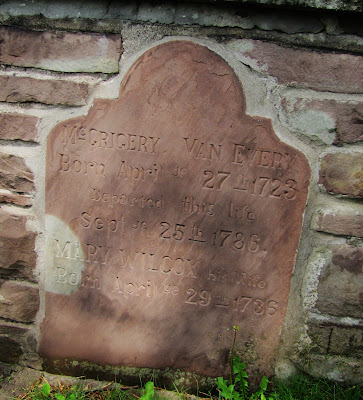 McGRIGERY VAN EVERY
Born April ye 27th 1723
Departed this life
Sept ye 25th 1786
MARY WILCOX his wife
Born April ye 29th 1736